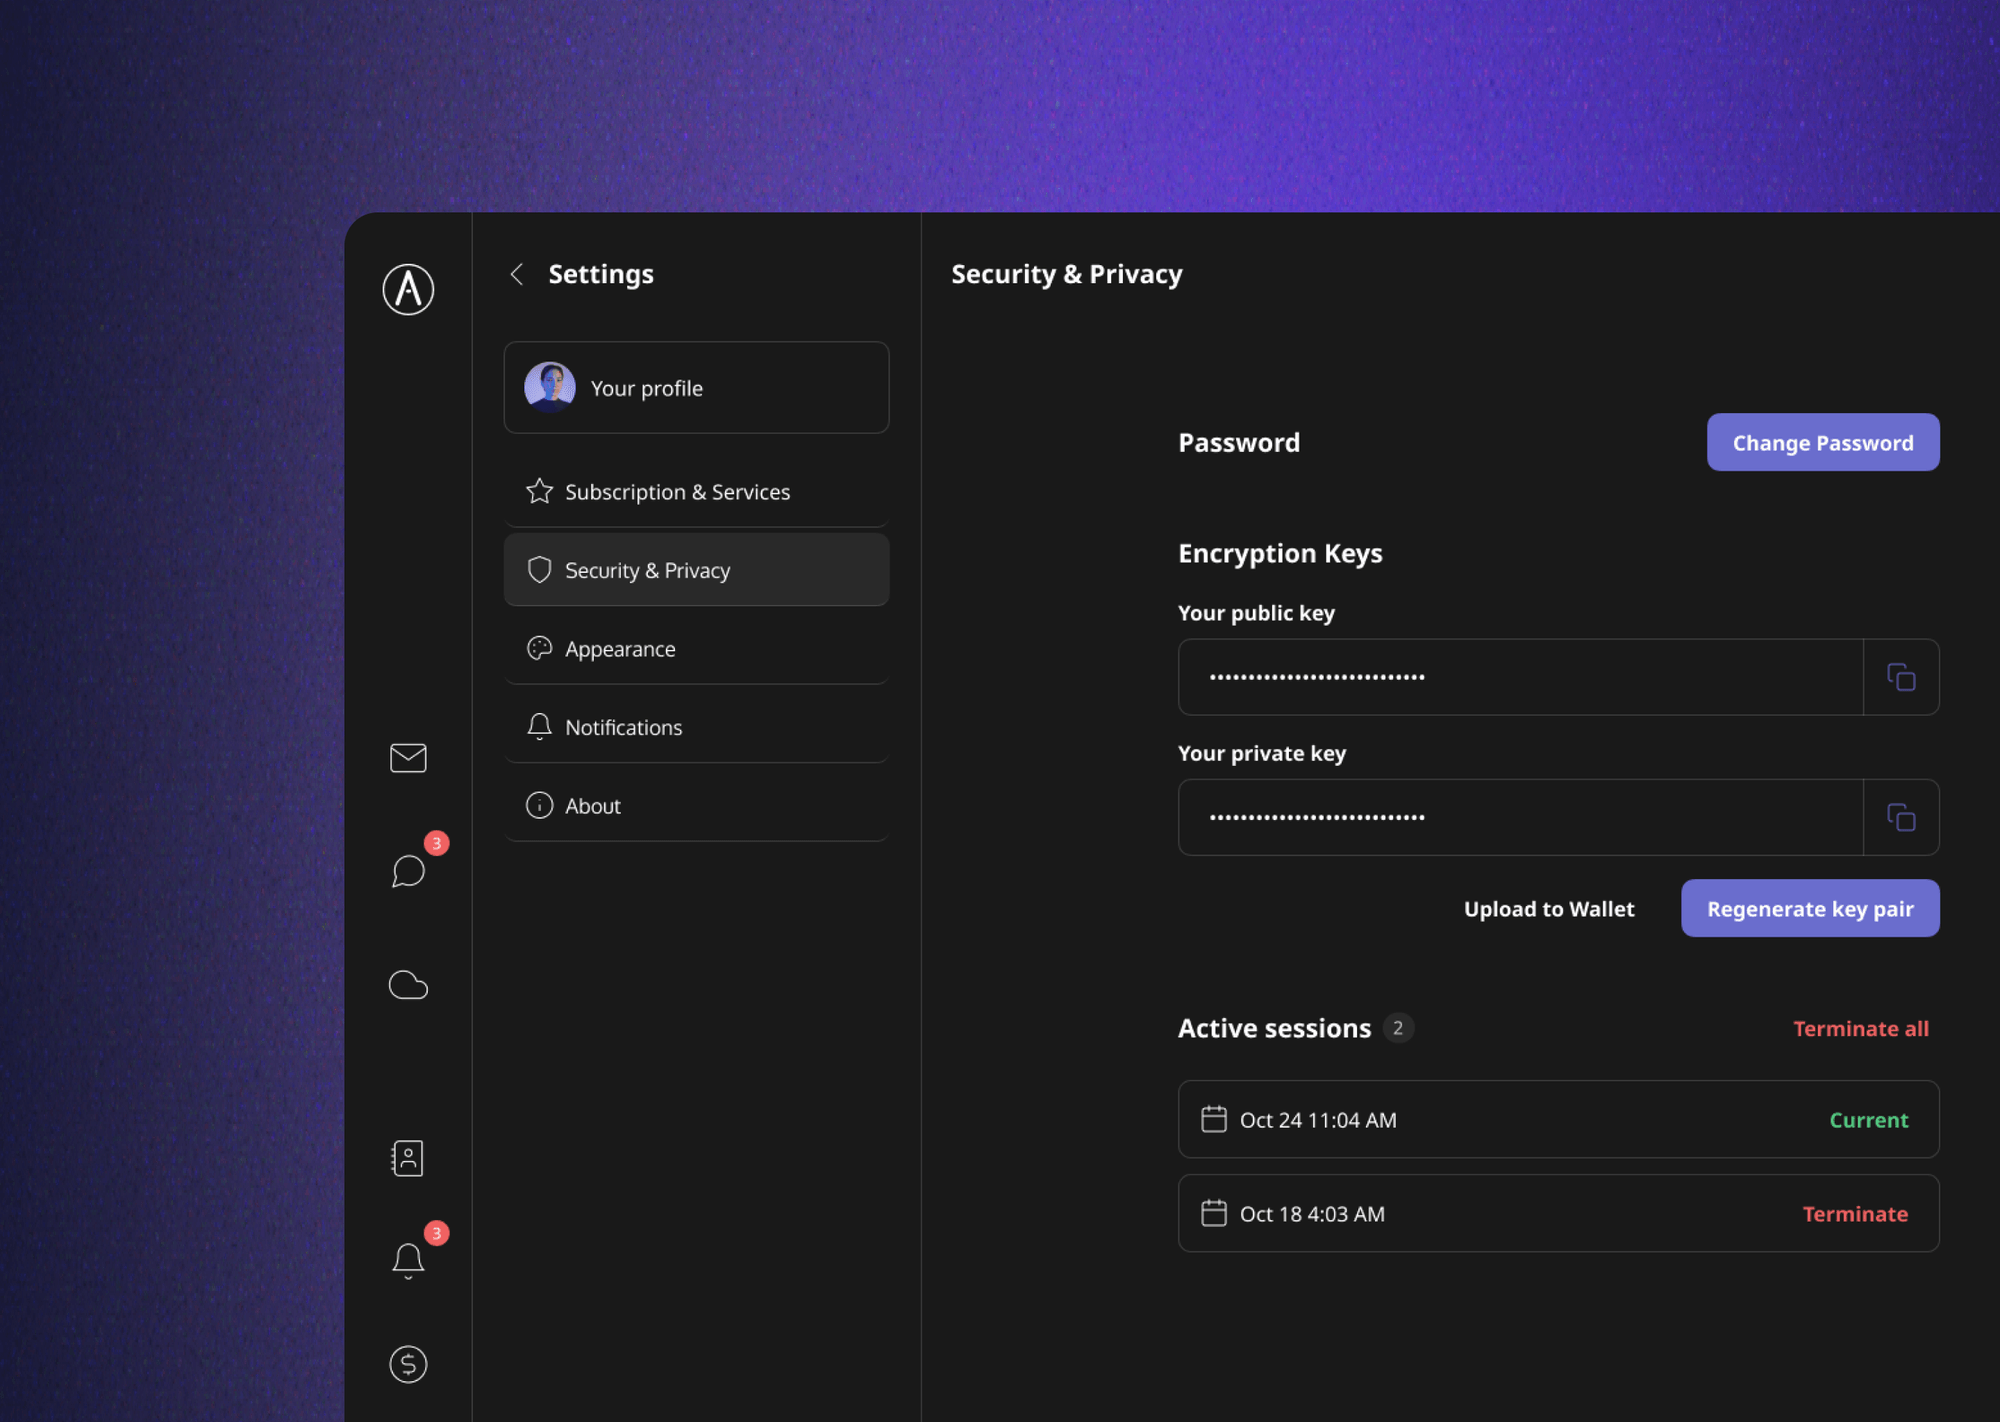 Settings
Your profile
Subscription & Services
Security & Privacy
Appearance
Notifications
About
3
3
Security & Privacy
Password
Change Password
Encryption Keys
Your public key
••••••••••••••••••••••••••••
Your private key
••••••••••••••••••••••••••••
Upload to Wallet
Regenerate key pair
Active sessions 2
Terminate all
Oct 24 11:04 AM
Current
Oct 18 4:03 AM
Terminate